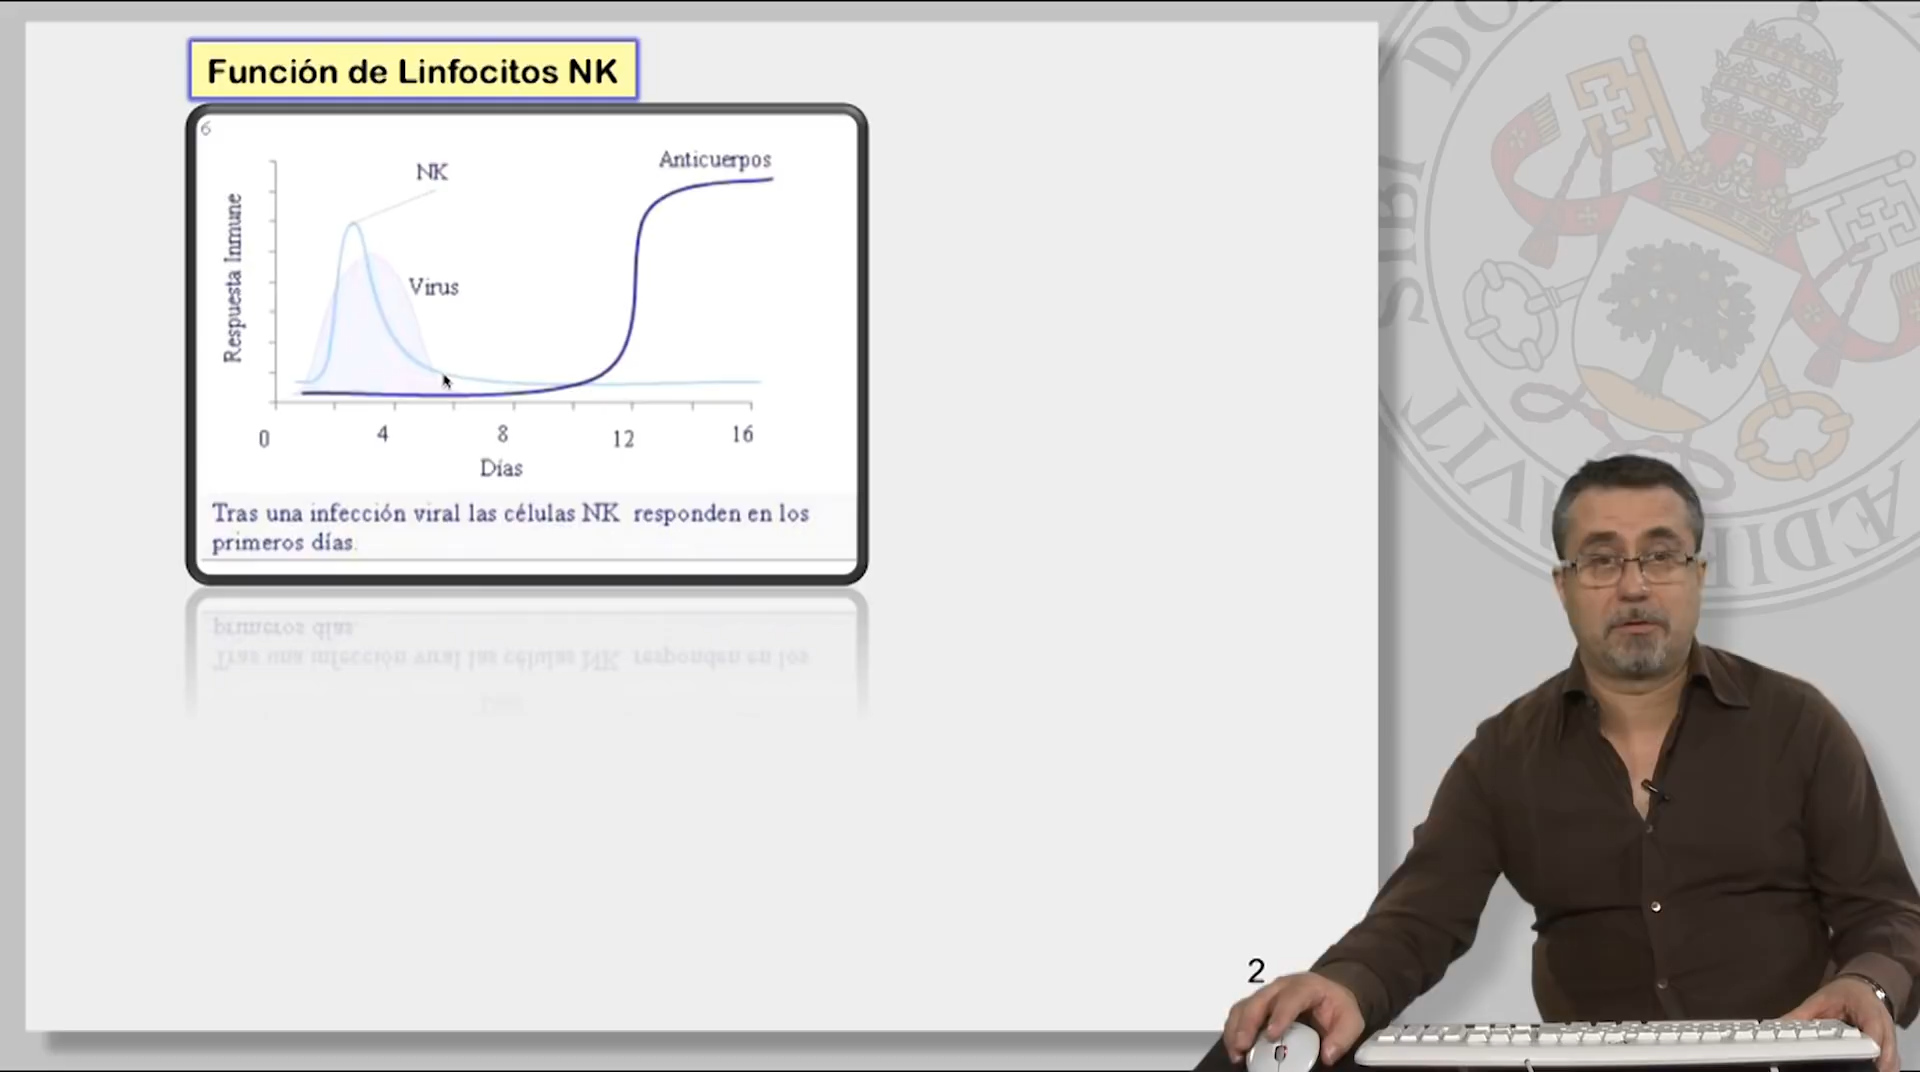 Función de Linfocitos NK
6
NK
Anticuerpos
Virus
Respuesta Inmune
0 4 8 12 16
Días
Tras una infección viral las células NK responden en los
primeros días.
2